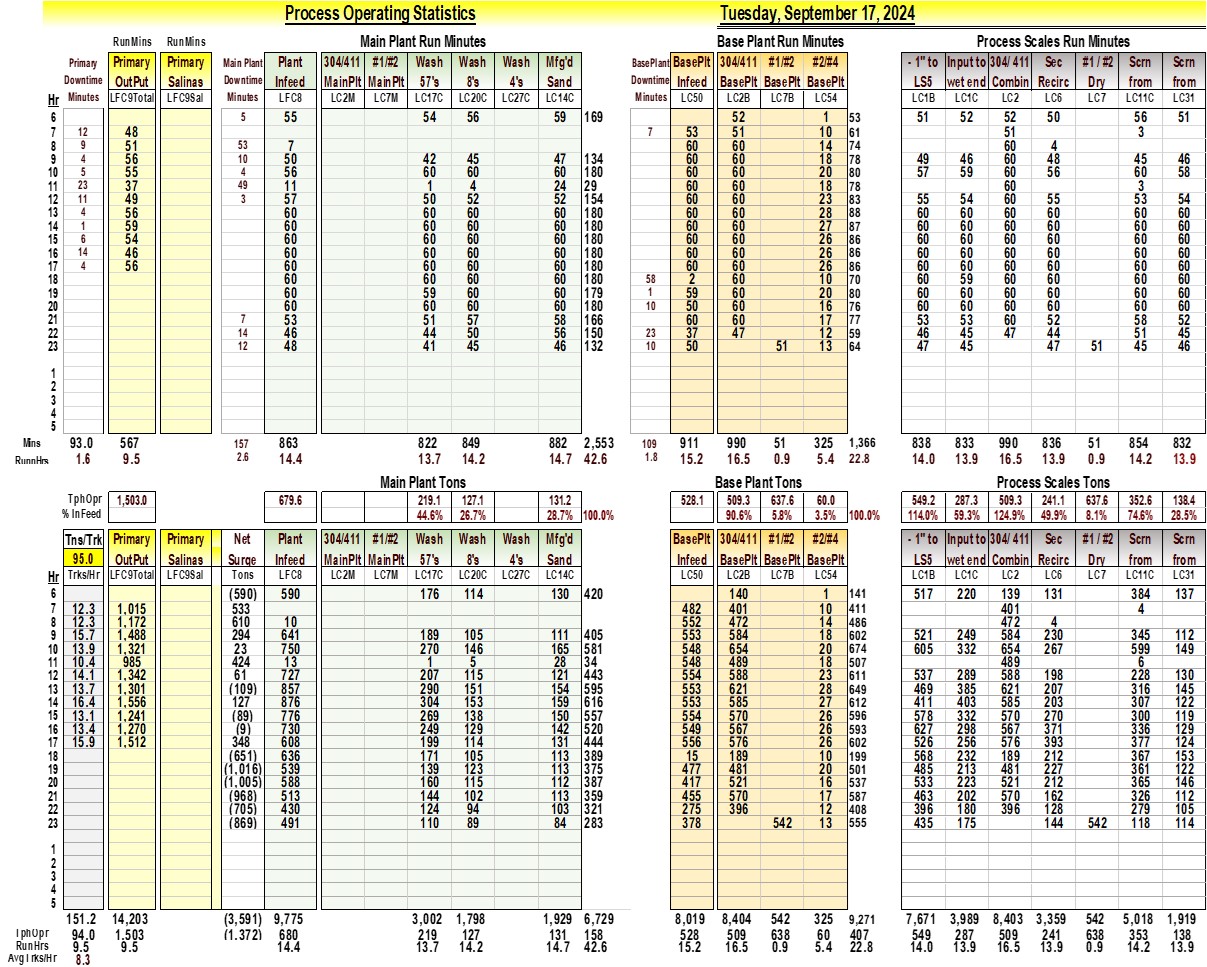 Process Operating Statistics Tuesday, September 17, 2024
RunMins RunMins Main Plant Run Minutes Base Plant Run Minutes Process Scales Run Minutes
Primary Primary Primary Main Plant Plant 304/411 #1/#2 Wash Wash Wash Mfg'd BasePlant BasePlt 304/411 #1/#2 #2/#4 - 1" to Input to 304/ 411 Sec #1 / #2 Scrn Scrn
Downtime OutPut Salinas Downtime Infeed MainPlt MainPlt 57's 8's 4's Sand Downtime Infeed BasePlt BasePlt BasePlt LS5 wet end Combin Recirc Dry from from
Hr Minutes LFC9Total LFC9Sal Minutes LFC8 LC2M LC7M LC17C LC20C LC27C LC14C Minutes LC50 LC2B LC7B LC54 LC1B LC1C LC2 LC6 LC7 LC11C LC31
6 5 55 54 56 59 169 52 1 53 51 52 52 50 56 51
7 12 48 7 53 51 10 61 51 3
8 9 51 53 7 60 60 14 74 60 4
9 4 56 10 50 42 45 47 134 60 60 18 78 49 46 60 48 45 46
10 5 55 4 56 60 60 60 180 60 60 20 80 57 59 60 56 60 58
11 23 37 49 11 1 4 24 29 60 60 18 78 60 3
12 11 49 3 57 50 52 52 154 60 60 23 83 55 54 60 55 53 54
13 4 56 60 60 60 60 180 60 60 28 88 60 60 60 60 60 60
14 1 59 60 60 60 60 180 60 60 27 87 60 60 60 60 60 60
15 6 54 60 60 60 60 180 60 60 26 86 60 60 60 60 60 60
16 14 46 60 60 60 60 180 60 60 26 86 60 60 60 60 60 60
17 4 56 60 60 60 60 180 60 60 26 86 60 60 60 60 60 60
18 60 60 60 60 180 58 2 60 10 70 60 59 60 60 60 60
19 60 59 60 60 179 1 59 60 20 80 60 60 60 60 60 60
20 60 60 60 60 180 10 50 60 16 76 60 60 60 60 60 60
21 7 53 51 57 58 166 60 60 17 77 53 53 60 52 58 52
22 14 46 44 50 56 150 23 37 47 12 59 46 45 47 44 51 45
23 12 48 41 45 46 132 10 50 51 13 64 47 45 47 51 45 46
1
2
3
4
5
Mins 93.0 567 157 863 822 849 882 2,553 109 911 990 51 325 1,366 838 833 990 836 51 854 832
RunnHrs 1.6 9.5 2.6 14.4 13.7 14.2 14.7 42.6 1.8 15.2 16.5 0.9 5.4 22.8 14.0 13.9 16.5 13.9 0.9 14.2 13.9
Main Plant Tons Base Plant Tons Process Scales Tons
TphOpr 1,503.0 679.6 219.1 127.1 131.2 528.1 509.3 637.6 60.0 549.2 287.3 509.3 241.1 637.6 352.6 138.4
% InFeed 44.6% 26.7% 28.7% 100.0% 90.6% 5.8% 3.5% 100.0% 114.0% 59.3% 124.9% 49.9% 8.1% 74.6% 28.5%
Tns/Trk Primary Primary Net Plant 304/411 #1/#2 Wash Wash Wash Mfg'd BasePlt 304/411 #1/#2 #2/#4 - 1" to Input to 304/ 411 Sec #1 / #2 Scrn Scrn
95.0 OutPut Salinas Surge Infeed MainPlt MainPlt 57's 8's 4's Sand Infeed BasePlt BasePlt BasePlt LS5 wet end Combin Recirc Dry from from
Hr Trks/Hr LFC9Total LFC9Sal Tons LFC8 LC2M LC7M LC17C LC20C LC27C LC14C LC50 LC2B LC7B LC54 LC1B LC1C LC2 LC6 LC7 LC11C LC31
6 (590) 590 176 114 130 420 140 1 141 517 220 139 131 384 137
7 12.3 1,015 533 482 401 10 411 401 4
8 12.3 1,172 610 10 552 472 14 486 472 4
9 15.7 1,488 294 641 189 105 111 405 553 584 18 602 521 249 584 230 345 112
10 13.9 1,321 23 750 270 146 165 581 548 654 20 674 605 332 654 267 599 149
11 10.4 985 424 13 1 5 28 34 548 489 18 507 489 6
12 14.1 1,342 61 727 207 115 121 443 554 588 23 611 537 289 588 198 228 130
13 13.7 1,301 (109) 857 290 151 154 595 553 621 28 649 469 385 621 207 316 145
14 16.4 1,556 127 876 304 153 159 616 553 585 27 612 411 403 585 203 307 122
15 13.1 1,241 (89) 776 269 138 150 557 554 570 26 596 578 332 570 270 300 119
16 13.4 1,270 (9) 730 249 129 142 520 549 567 26 593 627 298 567 371 336 129
17 15.9 1,512 348 608 199 114 131 444 556 576 26 602 526 256 576 393 377 124
18 (651) 636 171 105 113 389 15 189 10 199 568 232 189 212 367 153
19 (1,016) 539 139 123 113 375 477 481 20 501 485 213 481 227 361 122
20 (1,005) 588 160 115 112 387 417 521 16 537 533 223 521 212 365 146
21 (968) 513 144 102 113 359 455 570 17 587 463 202 570 162 326 112
22 (705) 430 124 94 103 321 275 396 12 408 396 180 396 128 279 105
23 (869) 491 110 89 84 283 378 542 13 555 435 175 144 542 118 114
1
2
3
4
5
151.2 14,203 (3,591) 9,775 3,002 1,798 1,929 6,729 8,019 8,404 542 325 9,271 7,671 3,989 8,403 3,359 542 5,018 1,919
TphOpr 94.0 1,503 (1,372) 680 219 127 131 158 528 509 638 60 407 549 287 509 241 638 353 138
RunHrs 9.5 9.5 14.4 13.7 14.2 14.7 42.6 15.2 16.5 0.9 5.4 22.8 14.0 13.9 16.5 13.9 0.9 14.2 13.9
AvgTrks/Hr 8.3